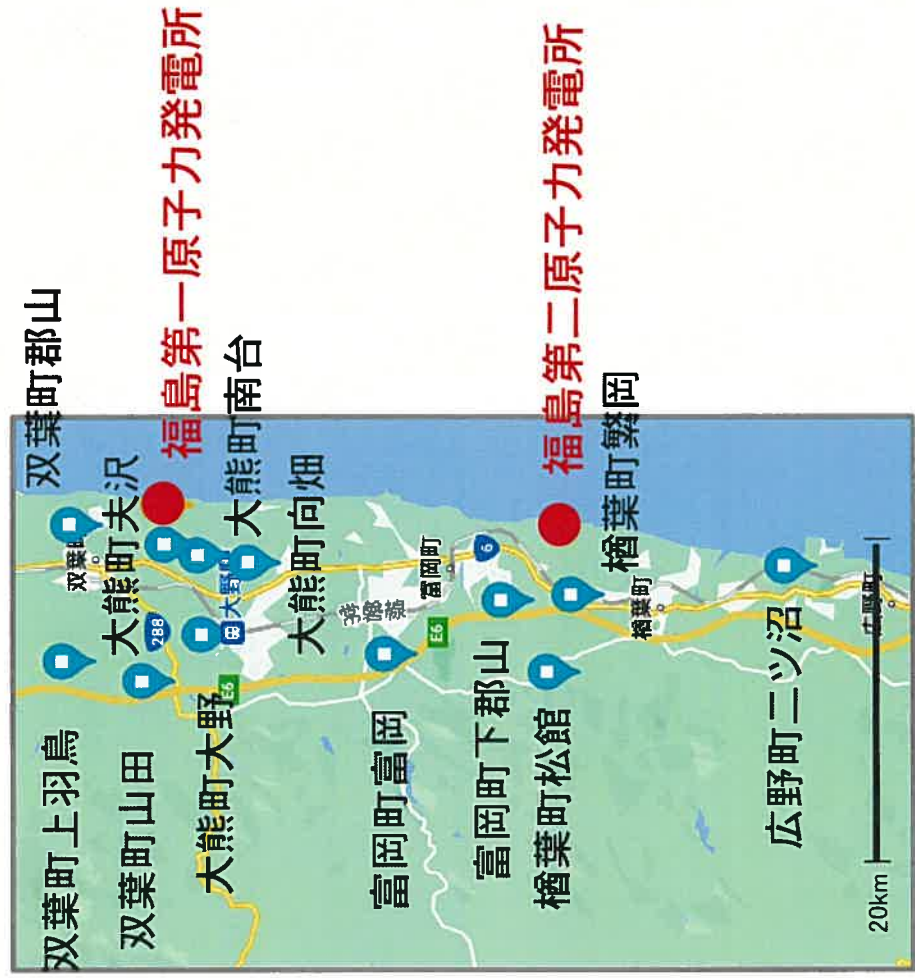 双葉町郡山
福島第一原子力発電所
大熊町夫沢
大熊町南台
大熊町向畑
福島第二原子力発電所
楢葉町繁岡
双葉町上羽鳥
双葉町山田
大熊町大野
富岡町富岡
富岡町下郡山
楢葉町松館
広野町二ツ沼
双葉町
288
大野
E6
常磐線
富岡町
E6
6
楢葉町
広野町
20km